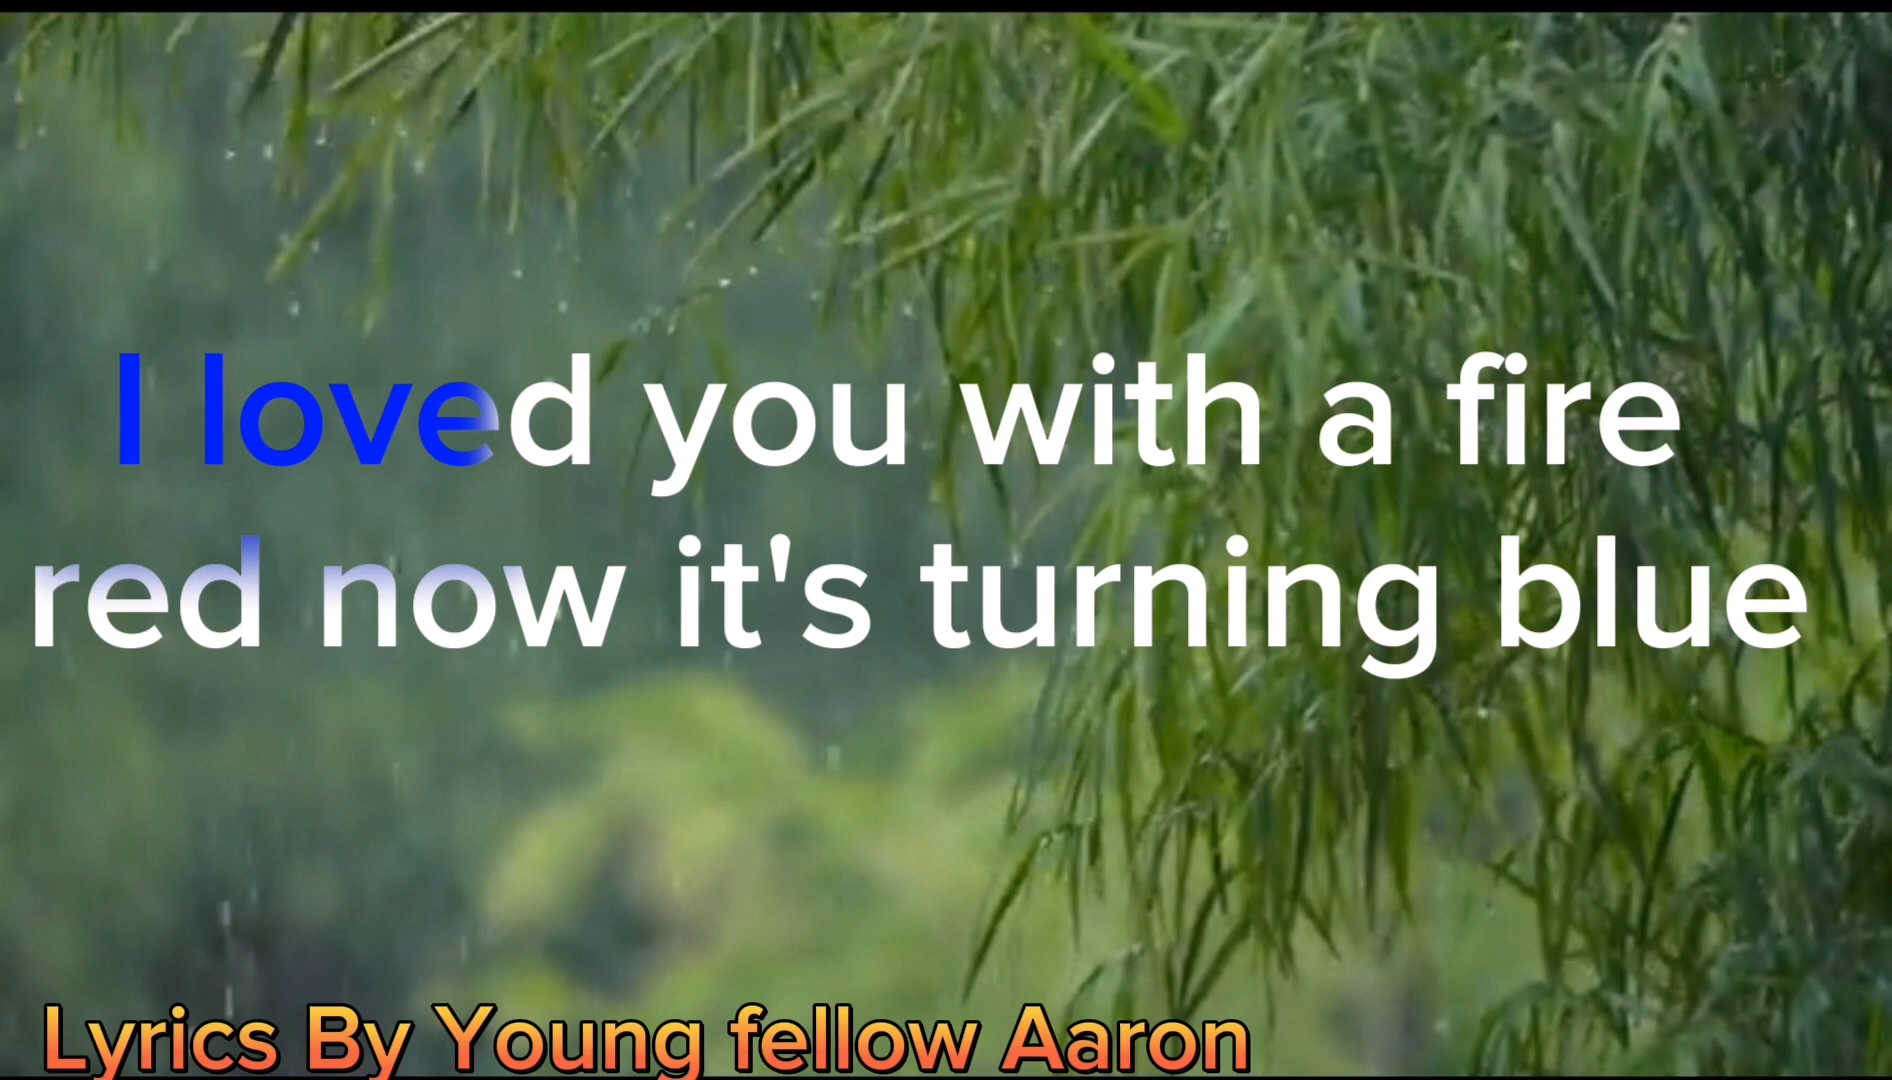 I loved you with a fire
red now it's turning blue
Lyrics By Young fellow Aaron